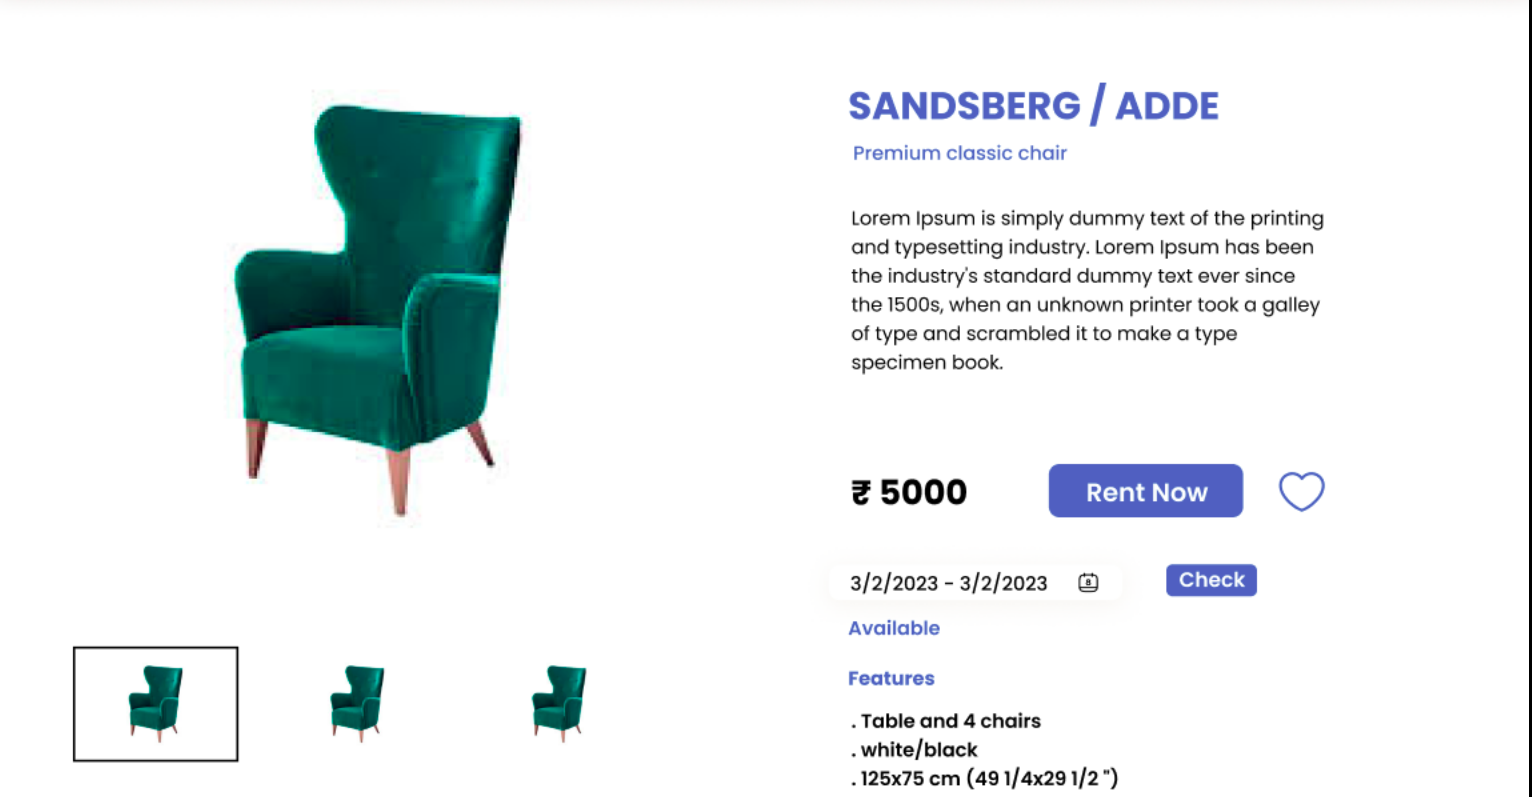 SANDSBERG / ADDE
Premium classic chair
Lorem Ipsum is simply dummy text of the printing
and typesetting industry. Lorem Ipsum has been
the industry's standard dummy text ever since
the 1500s, when an unknown printer took a galley
of type and scrambled it to make a type
specimen book.
₹ 5000
Rent Now
3/2/2023 - 3/2/2023
8
Check
Available
Features
. Table and 4 chairs
. white/black
. 125x75 cm (49 1/4x29 1/2 ")